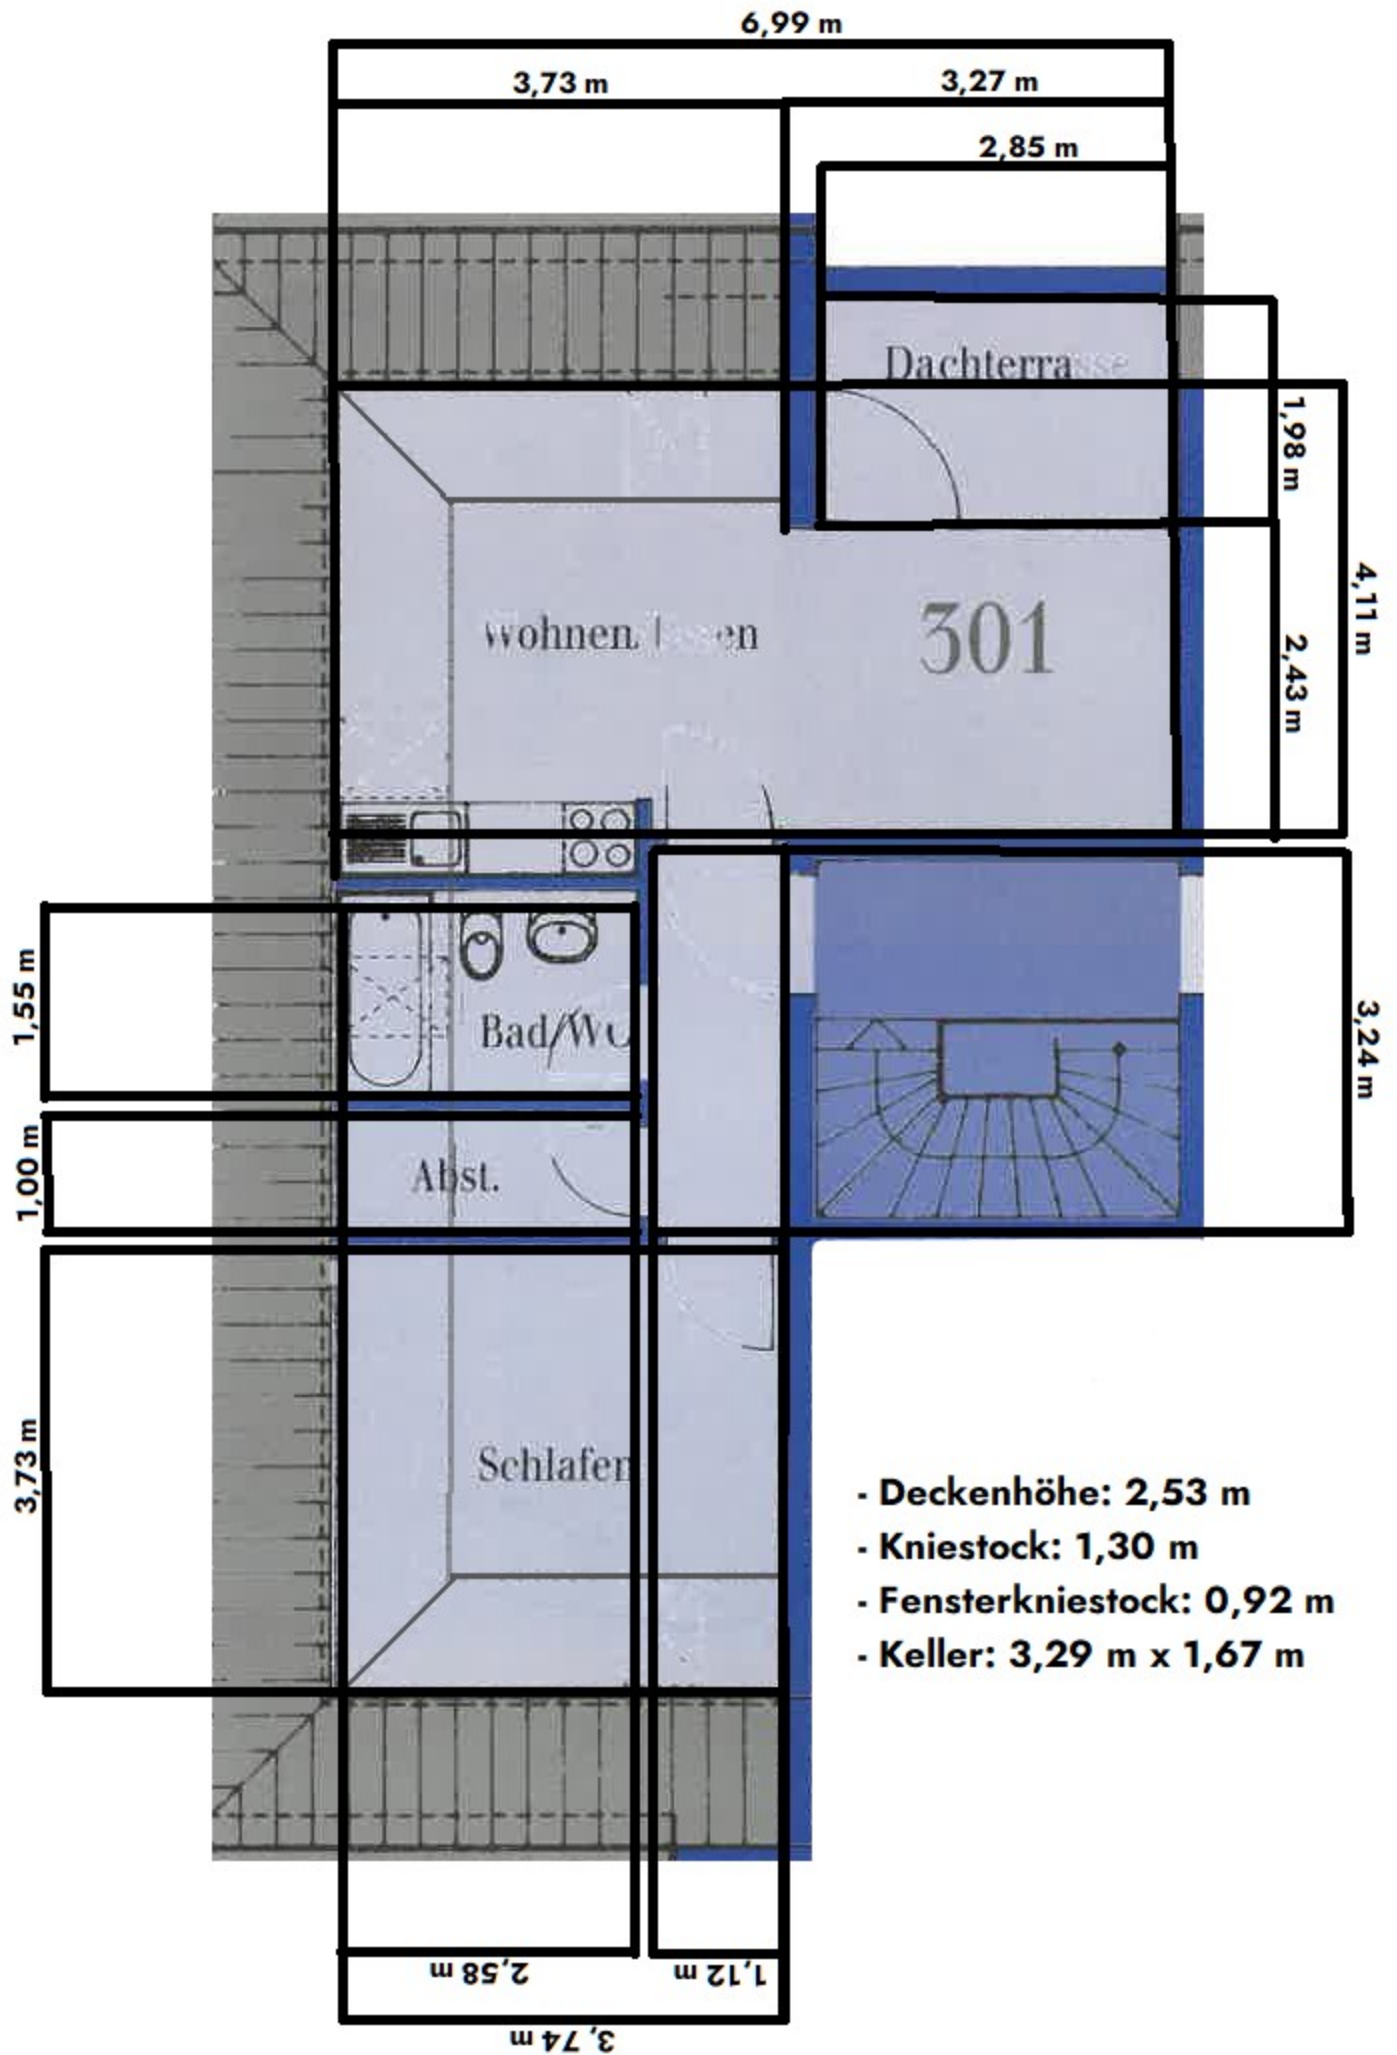 6,99 m
3,73 m
3,27 m
2,85 m
Dachterrasse
1,98 m
4,11 m
Wohnen
301
2,43 m
1,55 m
Bad/WC
3,24 m
1,00 m
Abst.
3,73 m
Schlafen
- Deckenhöhe: 2,53 m
- Kniestock: 1,30 m
- Fensterkniestock: 0,92 m
- Keller: 3,29 m x 1,67 m
2,58 m
1,12 m
3,74 m